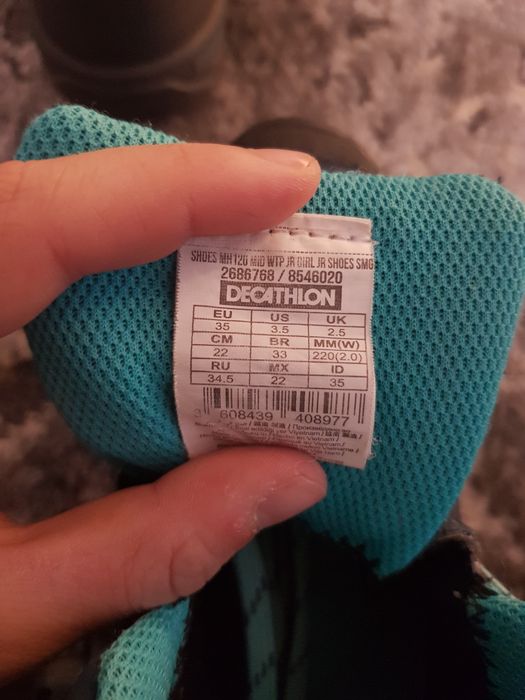 SHOES MH120 MID WTP JR GIRL JR SHOES SMG
2686768 / 8546020
DECATHLON
EU US UK
35 3.5 2.5
CM BR MM(W)
22 33 220(2.0)
RU MX ID
34.5 22 35
3 608439 408977